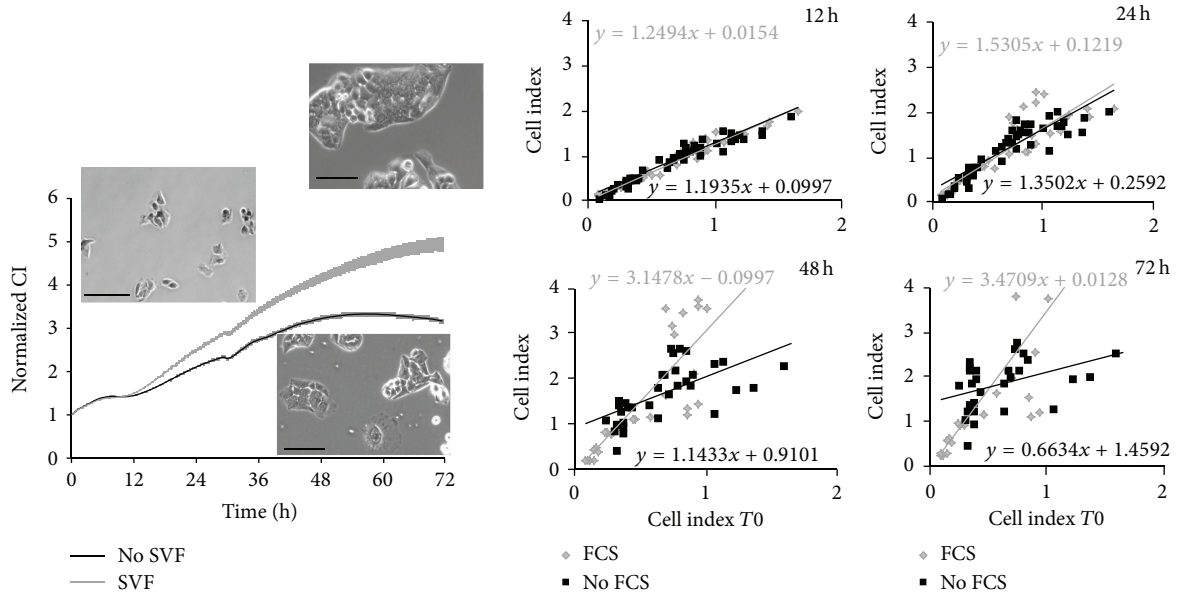 Normalized CI
6
5
4
3
2
1
0
0 12 24 36 48 60 72
Time (h)
No SVF
SVF
12 h
y = 1.2494x + 0.0154
Cell index
4
3
2
1
0
0 1 2
y = 1.1935x + 0.0997
24 h
y = 1.5305x + 0.1219
Cell index
4
3
2
1
0
0 1 2
y = 1.3502x + 0.2592
48 h
y = 3.1478x − 0.0997
Cell index
4
3
2
1
0
0 1 2
y = 1.1433x + 0.9101
Cell index T0
FCS
No FCS
72 h
y = 3.4709x + 0.0128
Cell index
4
3
2
1
0
0 1 2
y = 0.6634x + 1.4592
Cell index T0
FCS
No FCS